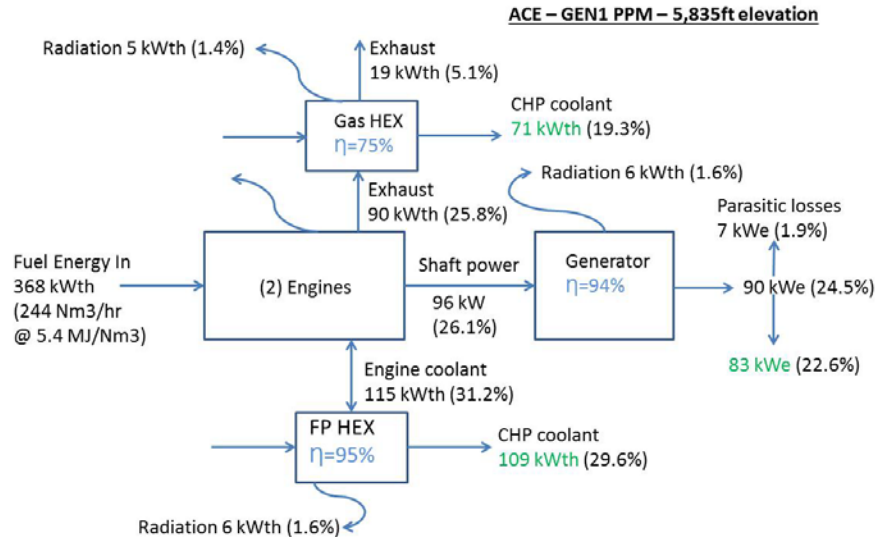 ACE – GEN1 PPM – 5,835ft elevation
Radiation 5 kWth (1.4%)
Exhaust
19 kWth (5.1%)
Gas HEX
η=75%
CHP coolant
71 kWth (19.3%)
Exhaust
90 kWth (25.8%)
Radiation 6 kWth (1.6%)
Parasitic losses
7 kWe (1.9%)
Fuel Energy In
368 kWth
(244 Nm3/hr
@ 5.4 MJ/Nm3)
(2) Engines
Shaft power
96 kW
(26.1%)
Generator
η=94%
90 kWe (24.5%)
83 kWe (22.6%)
Engine coolant
115 kWth (31.2%)
FP HEX
η=95%
CHP coolant
109 kWth (29.6%)
Radiation 6 kWth (1.6%)